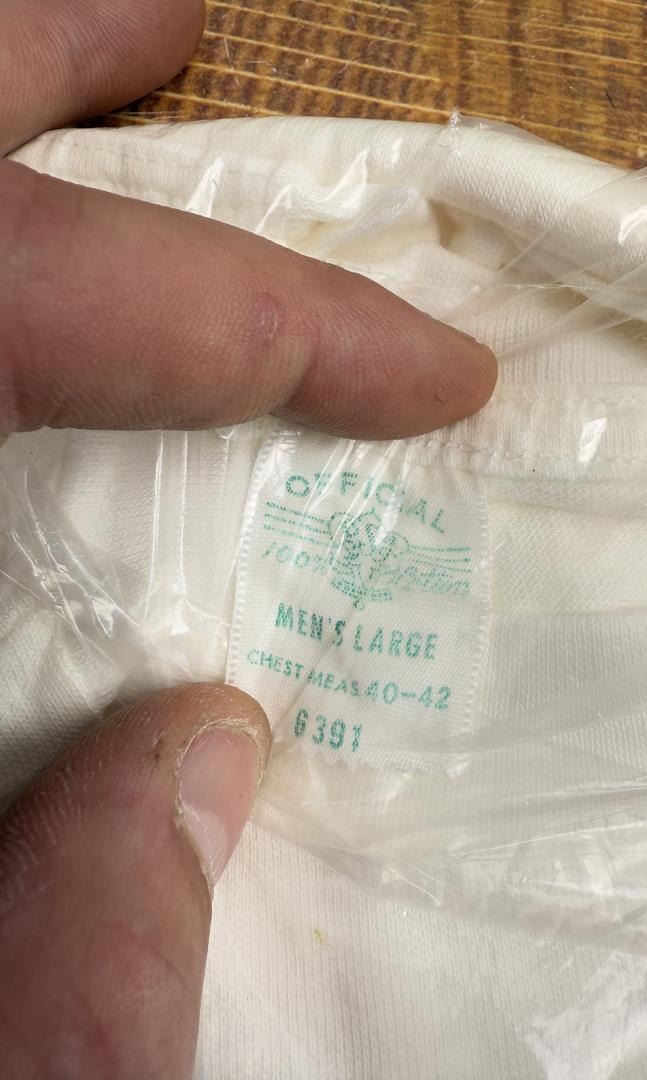 OFFICIAL
100% Cotton
MEN'S LARGE
CHEST MEAS. 40-42
6391